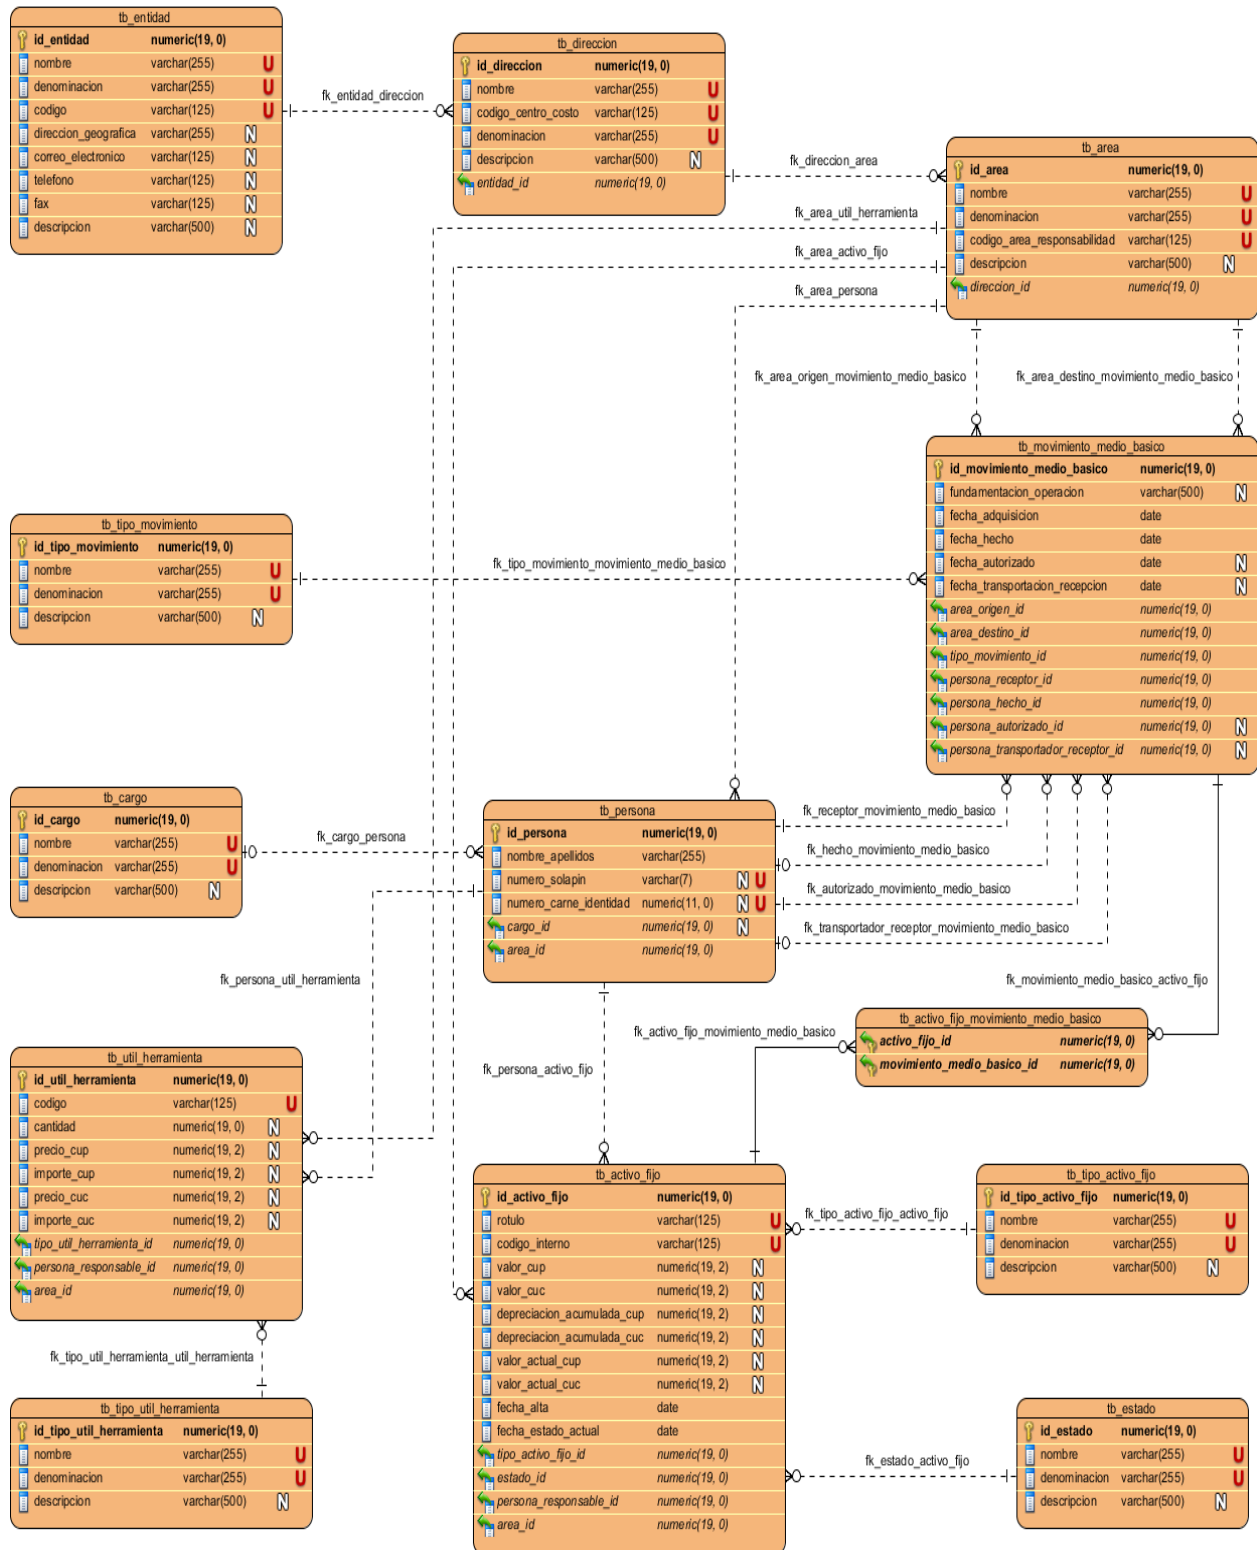 tb_entidad
id_entidad numeric(19, 0)
nombre varchar(255) U
denominacion varchar(255) U
codigo varchar(125) U
direccion_geografica varchar(255) N
correo_electronico varchar(125) N
telefono varchar(125) N
fax varchar(125) N
descripcion varchar(500) N
fk_entidad_direccion
tb_direccion
id_direccion numeric(19, 0)
nombre varchar(255) U
codigo_centro_costo varchar(125) U
denominacion varchar(255) U
descripcion varchar(500) N
entidad_id numeric(19, 0)
fk_direccion_area
fk_area_util_herramienta
fk_area_activo_fijo
fk_area_persona
tb_area
id_area numeric(19, 0)
nombre varchar(255) U
denominacion varchar(255) U
codigo_area_responsabilidad varchar(125) U
descripcion varchar(500) N
direccion_id numeric(19, 0)
fk_area_origen_movimiento_medio_basico
fk_area_destino_movimiento_medio_basico
tb_movimiento_medio_basico
id_movimiento_medio_basico numeric(19, 0)
fundamentacion_operacion varchar(500) N
fecha_adquisicion date
fecha_hecho date
fecha_autorizado date N
fecha_transportacion_recepcion date N
area_origen_id numeric(19, 0)
area_destino_id numeric(19, 0)
tipo_movimiento_id numeric(19, 0)
persona_receptor_id numeric(19, 0)
persona_hecho_id numeric(19, 0)
persona_autorizado_id numeric(19, 0) N
persona_transportador_receptor_id numeric(19, 0) N
tb_tipo_movimiento
id_tipo_movimiento numeric(19, 0)
nombre varchar(255) U
denominacion varchar(255) U
descripcion varchar(500) N
fk_tipo_movimiento_movimiento_medio_basico
tb_cargo
id_cargo numeric(19, 0)
nombre varchar(255) U
denominacion varchar(255) U
descripcion varchar(500) N
fk_cargo_persona
tb_persona
id_persona numeric(19, 0)
nombre_apellidos varchar(255)
numero_solapin varchar(7) N U
numero_carne_identidad numeric(11, 0) N U
cargo_id numeric(19, 0) N
area_id numeric(19, 0)
fk_receptor_movimiento_medio_basico
fk_hecho_movimiento_medio_basico
fk_autorizado_movimiento_medio_basico
fk_transportador_receptor_movimiento_medio_basico
fk_persona_util_herramienta
fk_movimiento_medio_basico_activo_fijo
fk_activo_fijo_movimiento_medio_basico
fk_persona_activo_fijo
tb_activo_fijo_movimiento_medio_basico
activo_fijo_id numeric(19, 0)
movimiento_medio_basico_id numeric(19, 0)
tb_util_herramienta
id_util_herramienta numeric(19, 0)
codigo varchar(125) U
cantidad numeric(19, 0) N
precio_cup numeric(19, 2) N
importe_cup numeric(19, 2) N
precio_cuc numeric(19, 2) N
importe_cuc numeric(19, 2) N
tipo_util_herramienta_id numeric(19, 0)
persona_responsable_id numeric(19, 0)
area_id numeric(19, 0)
fk_tipo_util_herramienta_util_herramienta
tb_tipo_util_herramienta
id_tipo_util_herramienta numeric(19, 0)
nombre varchar(255) U
denominacion varchar(255) U
descripcion varchar(500) N
tb_activo_fijo
id_activo_fijo numeric(19, 0)
rotulo varchar(125) U
codigo_interno varchar(125) U
valor_cup numeric(19, 2) N
valor_cuc numeric(19, 2) N
depreciacion_acumulada_cup numeric(19, 2) N
depreciacion_acumulada_cuc numeric(19, 2) N
valor_actual_cup numeric(19, 2) N
valor_actual_cuc numeric(19, 2) N
fecha_alta date
fecha_estado_actual date
tipo_activo_fijo_id numeric(19, 0)
estado_id numeric(19, 0)
persona_responsable_id numeric(19, 0)
area_id numeric(19, 0)
fk_tipo_activo_fijo_activo_fijo
tb_tipo_activo_fijo
id_tipo_activo_fijo numeric(19, 0)
nombre varchar(255) U
denominacion varchar(255) U
descripcion varchar(500) N
fk_estado_activo_fijo
tb_estado
id_estado numeric(19, 0)
nombre varchar(255) U
denominacion varchar(255) U
descripcion varchar(500) N